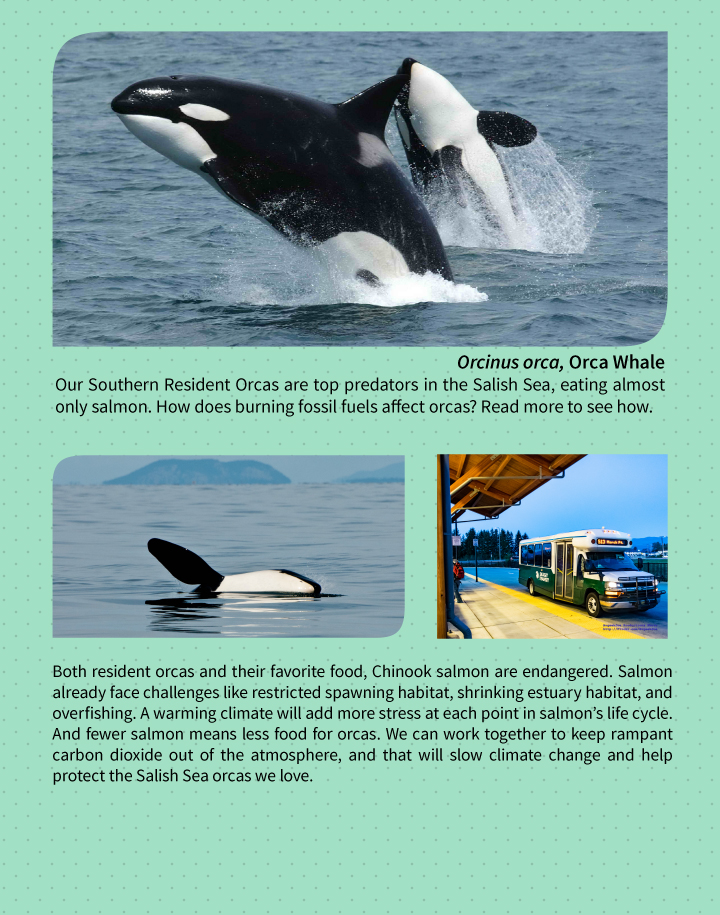 Orcinus orca, Orca Whale
Our Southern Resident Orcas are top predators in the Salish Sea, eating almost
only salmon. How does burning fossil fuels affect orcas? Read more to see how.
Both resident orcas and their favorite food, Chinook salmon are endangered. Salmon
already face challenges like restricted spawning habitat, shrinking estuary habitat, and
overfishing. A warming climate will add more stress at each point in salmon's life cycle.
And fewer salmon means less food for orcas. We can work together to keep rampant
carbon dioxide out of the atmosphere, and that will slow climate change and help
protect the Salish Sea orcas we love.